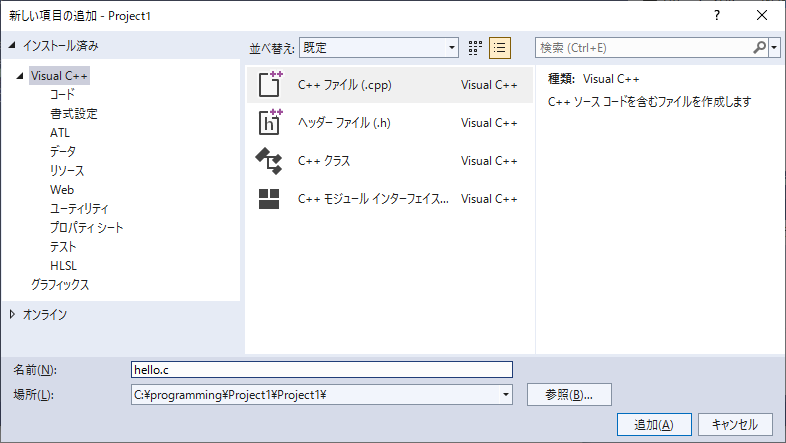 新しい項目の追加 - Project1
? ×
インストール済み
並べ替え: 既定
検索 (Ctrl+E)
Visual C++
コード
書式設定
ATL
データ
リソース
Web
ユーティリティ
プロパティ シート
テスト
HLSL
グラフィックス
オンライン
C++ ファイル (.cpp) Visual C++
ヘッダー ファイル (.h) Visual C++
C++ クラス Visual C++
C++ モジュール インターフェイス... Visual C++
種類: Visual C++
C++ ソース コードを含むファイルを作成します
名前(N): hello.c
場所(L): C:¥programming¥Project1¥Project1¥
参照(B)...
追加(A) キャンセル